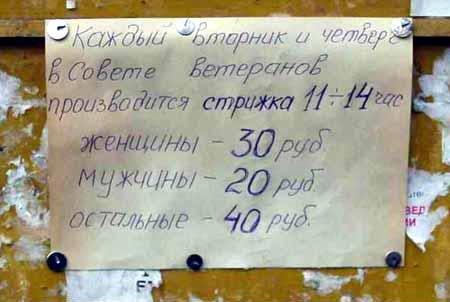 Каждый вторник и четверг
в Совете ветеранов
производится стрижка 11÷14 час
женщины - 30 руб.
мужчины - 20 руб.
остальные - 40 руб.